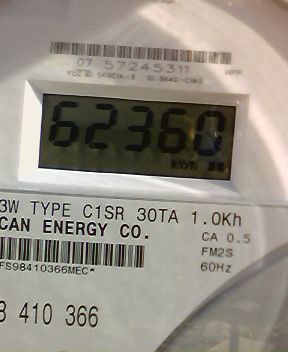 07 57245311
62360
KWH
3W TYPE C1SR 30TA 1.0Kh
CAN ENERGY CO.
CA 0.5
FM2S
60Hz
FS98410366MEC*
8 410 366